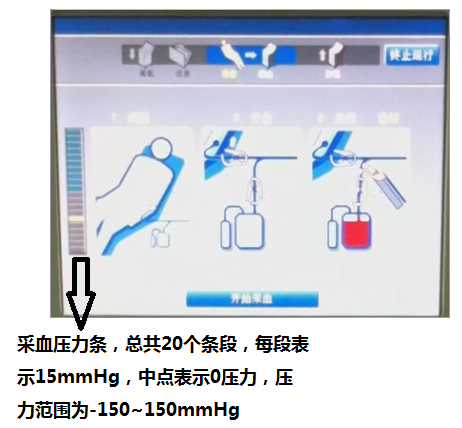 终止运行
开始采血
采血压力条，总共20个条段，每段表
示15mmHg，中点表示0压力，压
力范围为-150~150mmHg